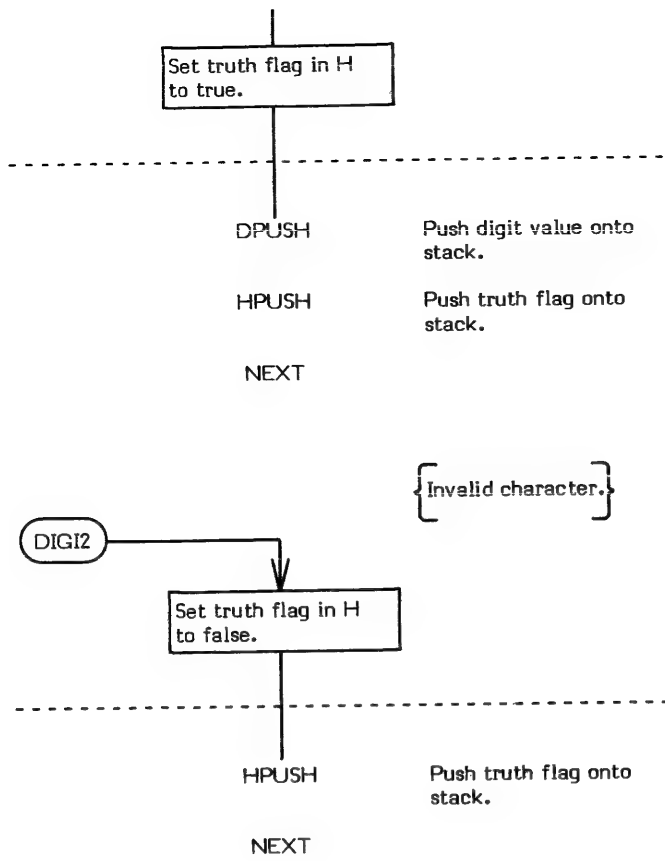 Set truth flag in H
to true.
DPUSH
Push digit value onto
stack.
HPUSH
Push truth flag onto
stack.
NEXT
Invalid character.
DIGI2
Set truth flag in H
to false.
HPUSH
Push truth flag onto
stack.
NEXT